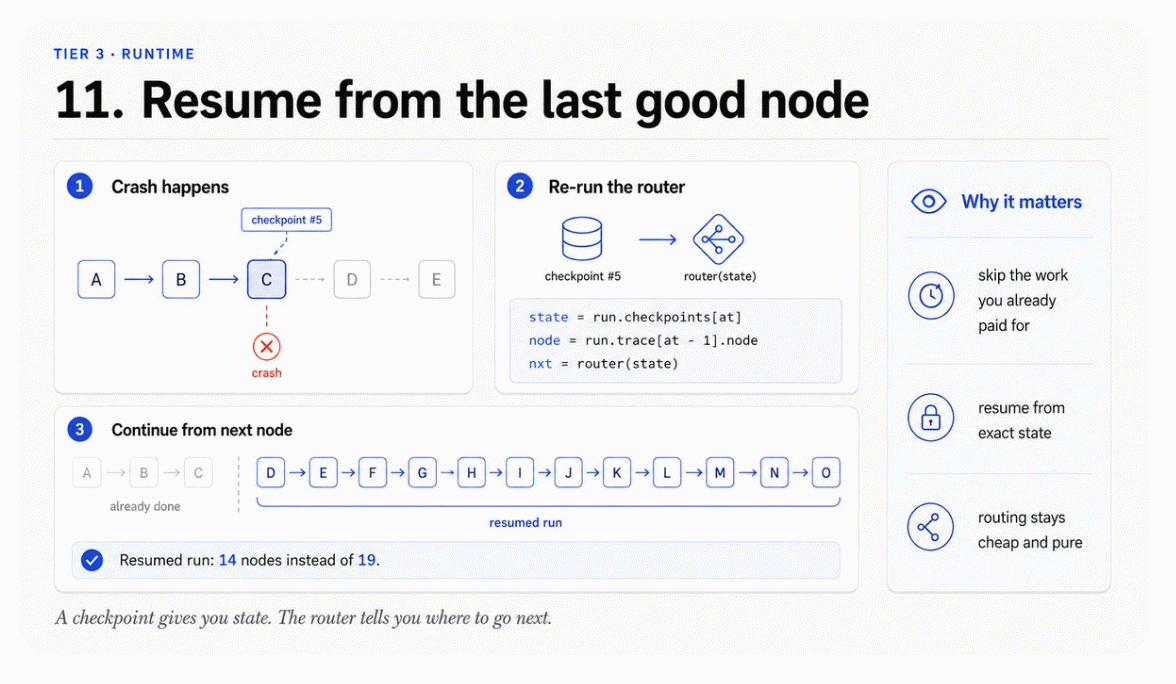 TIER 3 · RUNTIME
11. Resume from the last good node
1 Crash happens
checkpoint #5
A B C D E
crash
2 Re-run the router
checkpoint #5 router(state)
state = run.checkpoints[at]
node = run.trace[at - 1].node
nxt = router(state)
3 Continue from next node
A B C D E F G H I J K L M N O
already done
resumed run
Resumed run: 14 nodes instead of 19.
Why it matters
skip the work
you already
paid for
resume from
exact state
routing stays
cheap and pure
A checkpoint gives you state. The router tells you where to go next.